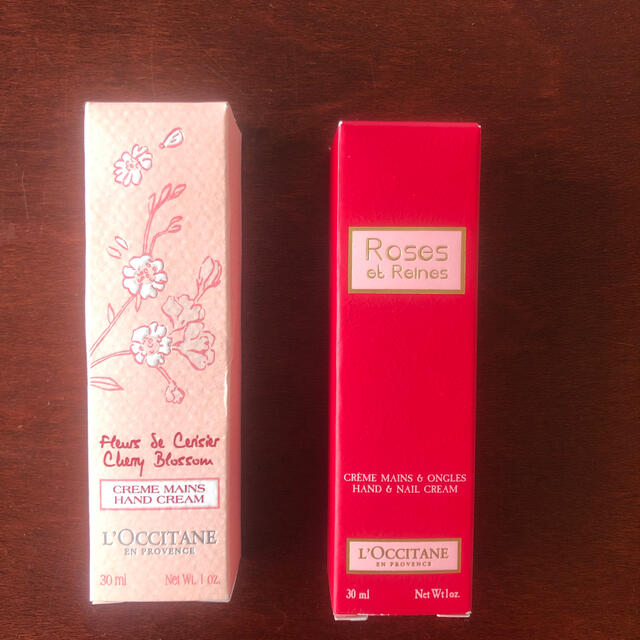 Fleurs de Cerisier
Cherry Blossom
CRÈME MAINS
HAND CREAM
L'OCCITANE
EN PROVENCE
30 ml Net Wt. 1 oz.
Roses
et Reines
CRÈME MAINS & ONGLES
HAND & NAIL CREAM
L'OCCITANE
EN PROVENCE
30 ml Net Wt 1 oz.